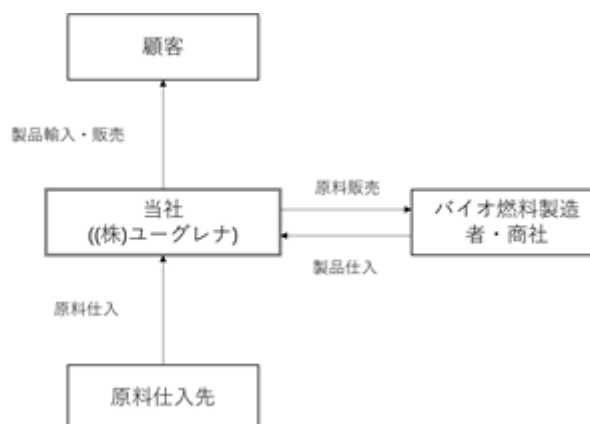 顧客
製品輸入・販売
原料販売
当社
((株)ユーグレナ)
バイオ燃料製造
者・商社
製品仕入
原料仕入
原料仕入先